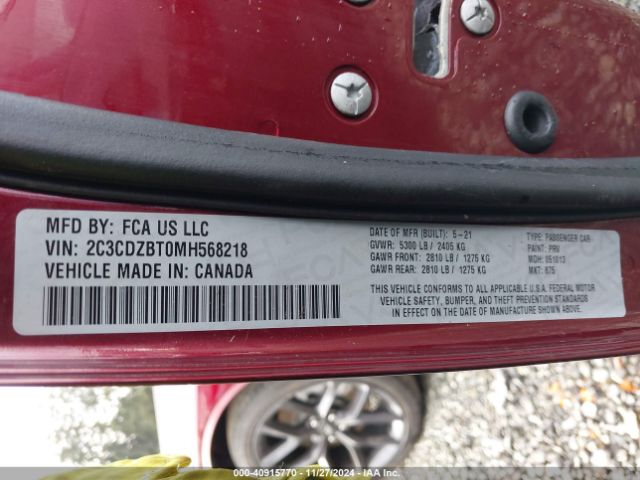 MFD BY: FCA US LLC
VIN: 2C3CDZBT0MH568218
VEHICLE MADE IN: CANADA
DATE OF MFR (BUILT): 5-21
GVWR: 5300 LB / 2405 KG
GAWR FRONT: 2810 LB / 1275 KG
GAWR REAR: 2810 LB / 1275 KG
TYPE: PASSENGER CAR
PAINT: PRV
MDH: 051013
MKT: 875
THIS VEHICLE CONFORMS TO ALL APPLICABLE U.S.A. FEDERAL MOTOR
VEHICLE SAFETY, BUMPER, AND THEFT PREVENTION STANDARDS
IN EFFECT ON THE DATE OF MANUFACTURE SHOWN ABOVE.
000-40915770 - 11/27/2024 - IAA Inc.